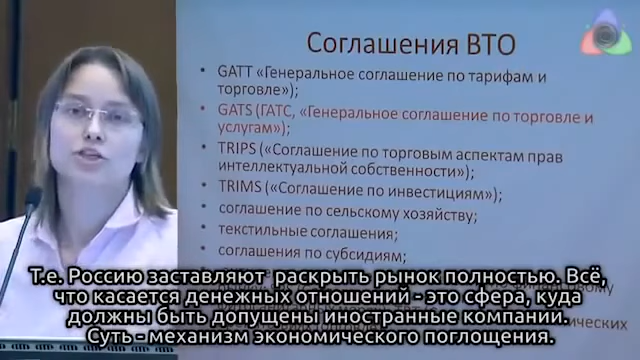 Соглашения ВТО
• GATT «Генеральное соглашение по тарифам и
торговле»);
• GATS (ГАТС, «Генеральное соглашение по торговле и
услугам»);
• TRIPS («Соглашение по торговым аспектам прав
интеллектуальной собственности»);
• TRIMS («Соглашение по инвестициям»);
• соглашение по сельскому хозяйству;
• текстильные соглашения;
• соглашения по субсидиям;
Т.е. Россию заставляют раскрыть рынок полностью. Всё,
что касается денежных отношений - это сфера, куда
должны быть допущены иностранные компании.
Суть - механизм экономического поглощения.